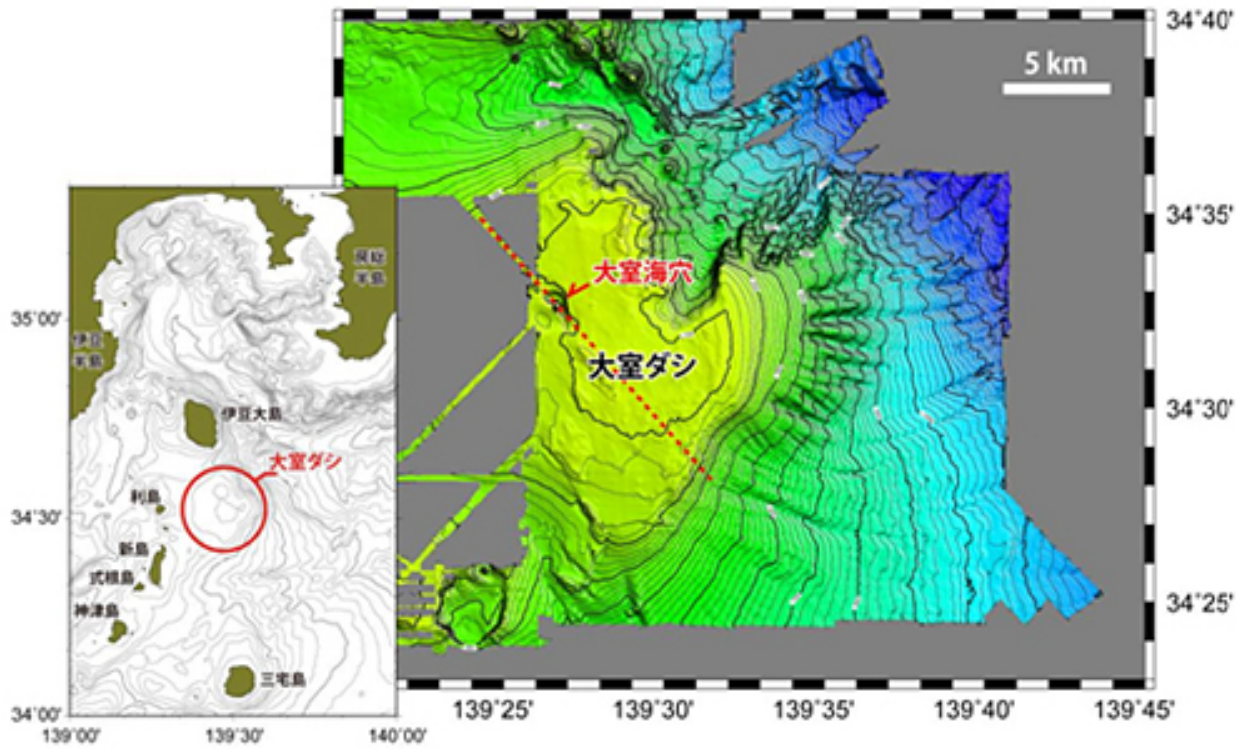 34°40'
5 km
34°35'
大室海穴
房総
半島
35°00'
伊豆
半島
大室ダシ
伊豆大島
34°30'
大室ダシ
利島
34°30'
新島
式根島
神津島
34°25'
三宅島
34°00'
139°25'
139°30'
139°35'
139°40'
139°45'
139°00'
139°30'
140°00'